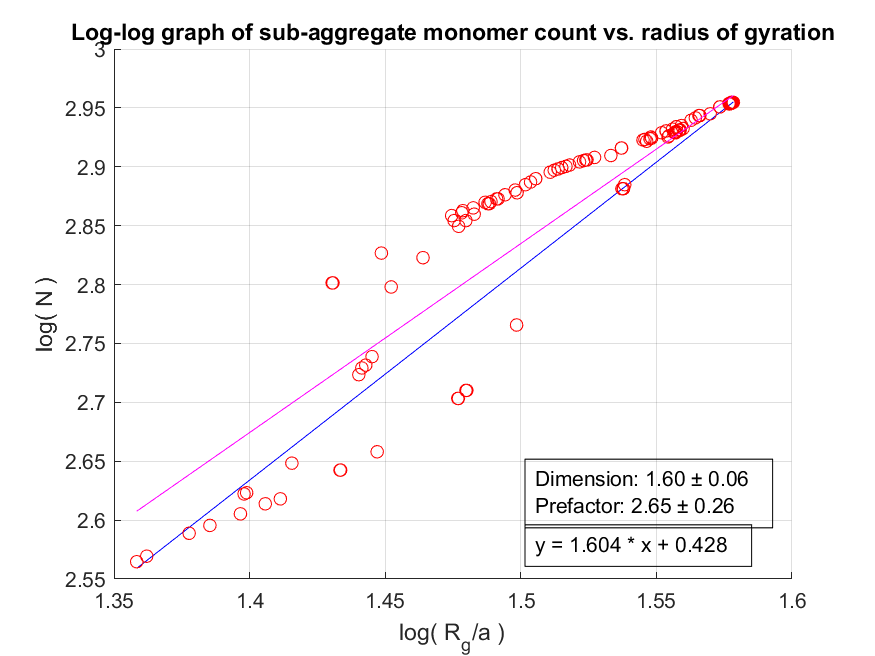 Log-log graph of sub-aggregate monomer count vs. radius of gyration
3
2.95
2.9
2.85
2.8
2.75
2.7
2.65
2.6
2.55
log( N )
Dimension: 1.60 ± 0.06
Prefactor: 2.65 ± 0.26
y = 1.604 * x + 0.428
1.35 1.4 1.45 1.5 1.55 1.6
log( R_g/a )